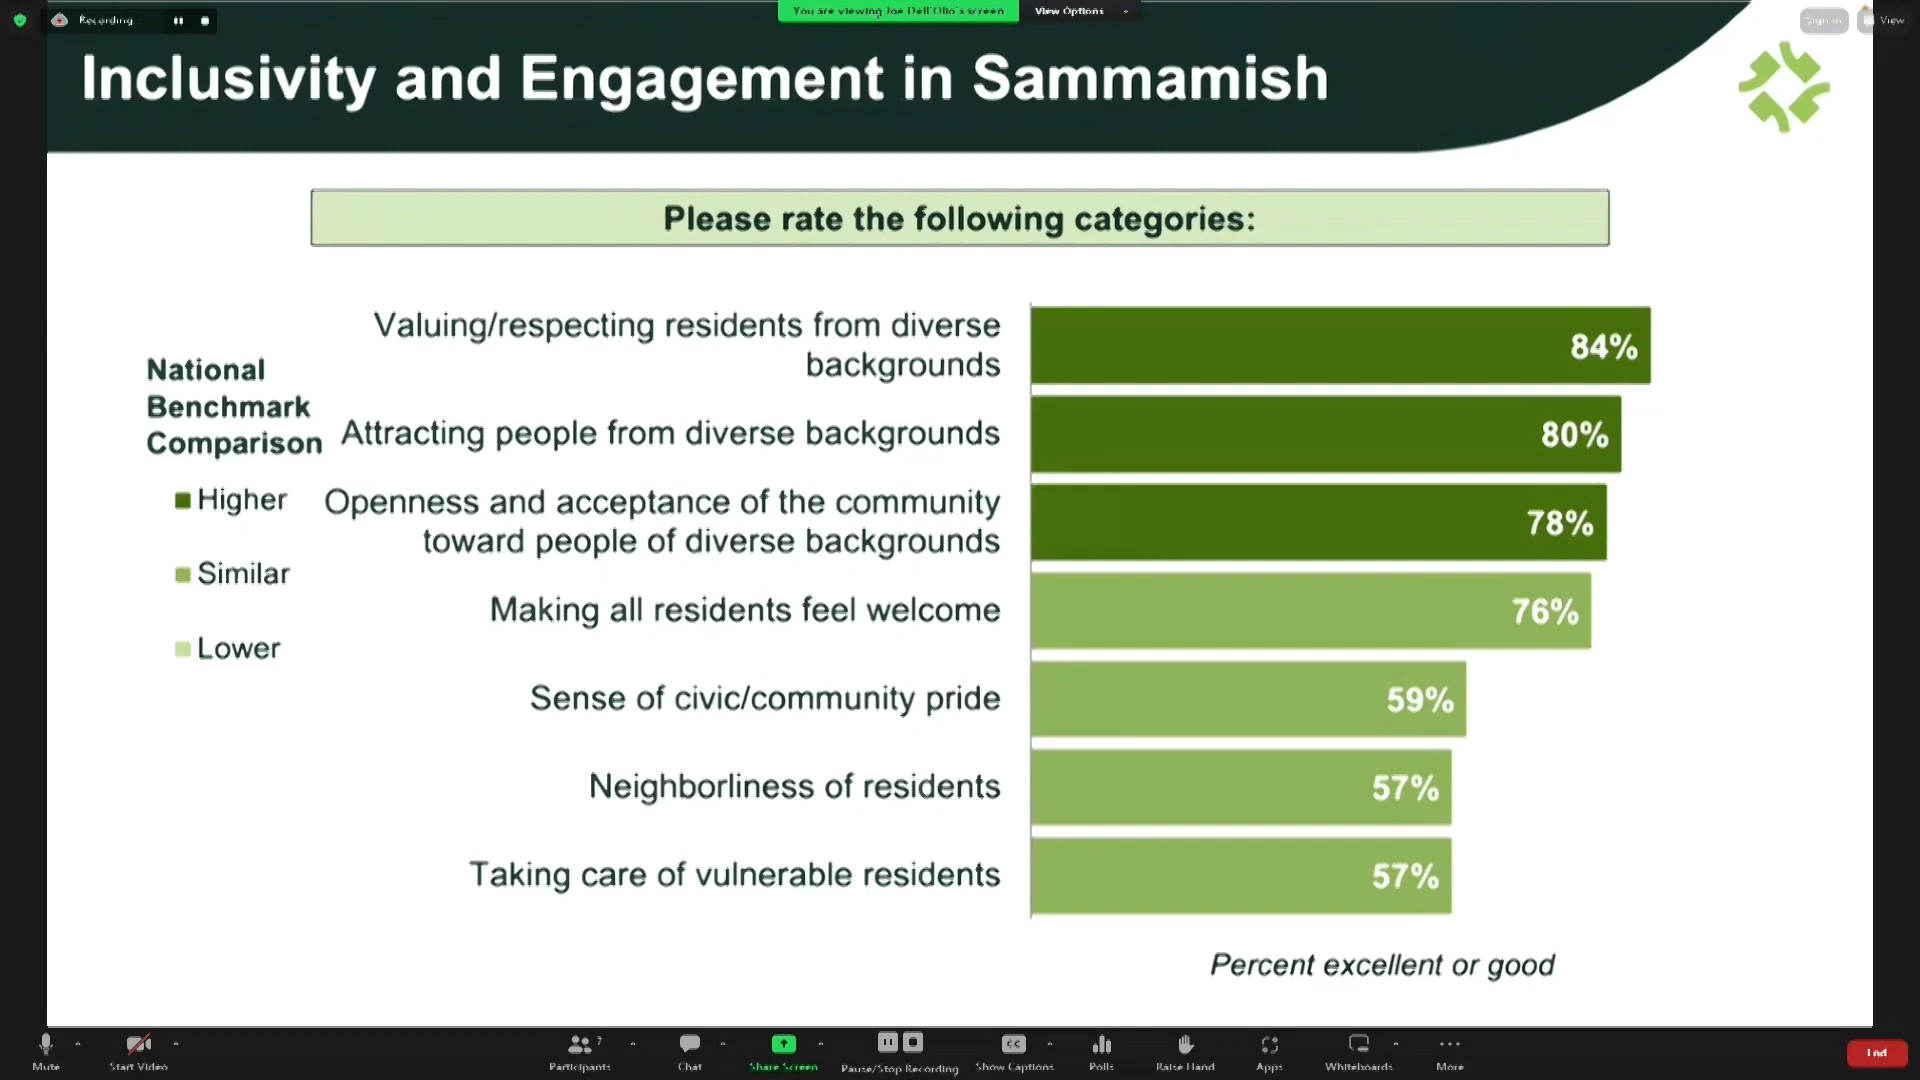 Recording...
You are viewing Joe Dell'Olio's screen
View Options
Sign in
View
Inclusivity and Engagement in Sammamish
Please rate the following categories:
National
Benchmark
Comparison
Higher
Similar
Lower
Valuing/respecting residents from diverse
backgrounds
84%
Attracting people from diverse backgrounds
80%
Openness and acceptance of the community
toward people of diverse backgrounds
78%
Making all residents feel welcome
76%
Sense of civic/community pride
59%
Neighborliness of residents
57%
Taking care of vulnerable residents
57%
Percent excellent or good
Mute
Start Video
Participants
7
Chat
Share Screen
Pause/Stop Recording
CC
Show Captions
Polls
Raise Hand
Apps
Whiteboards
More
End